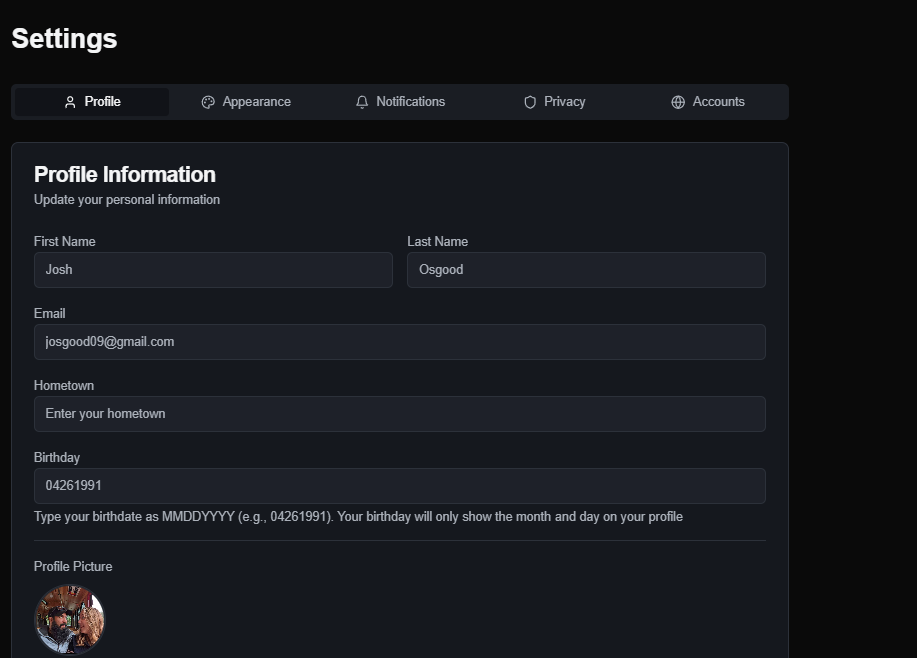 Settings
Profile Appearance Notifications Privacy Accounts
Profile Information
Update your personal information
First Name Last Name
Josh Osgood
Email
josgood09@gmail.com
Hometown
Enter your hometown
Birthday
04261991
Type your birthdate as MMDDYYYY (e.g., 04261991). Your birthday will only show the month and day on your profile
Profile Picture